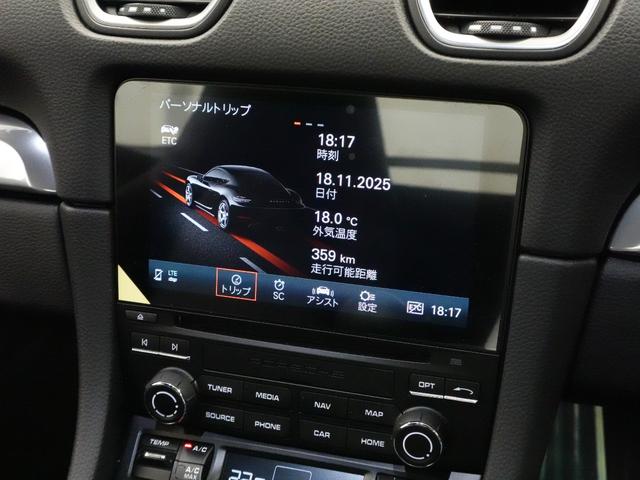 パーソナルトリップ
ETC
18:17
時刻
18.11.2025
日付
18.0 °C
外気温度
359 km
走行可能距離
LTE
トリップ
SC
アシスト
設定
18:17
PORSCHE
TUNER MEDIA NAV MAP OPT
SOURCE PHONE CAR HOME
TEMP A/C
A/C MAX